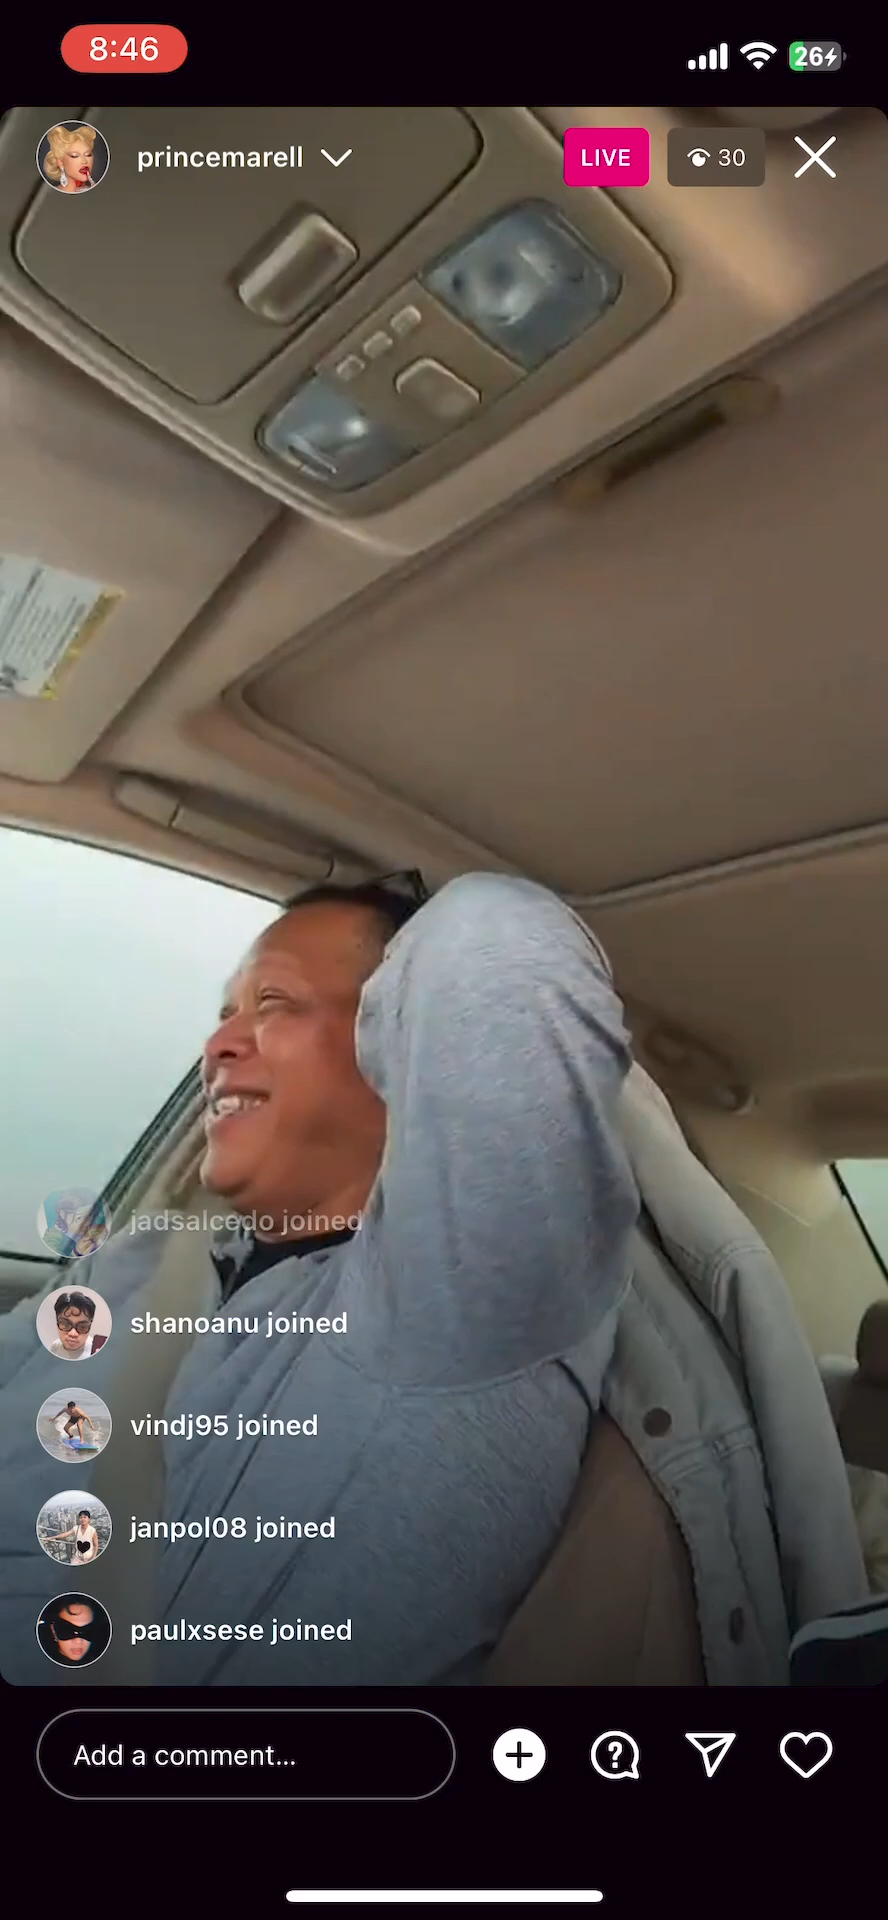 8:46
26
princemarell
LIVE
30
jadsalcedo joined
shanoanu joined
vindj95 joined
janpol08 joined
paulxsese joined
Add a comment...